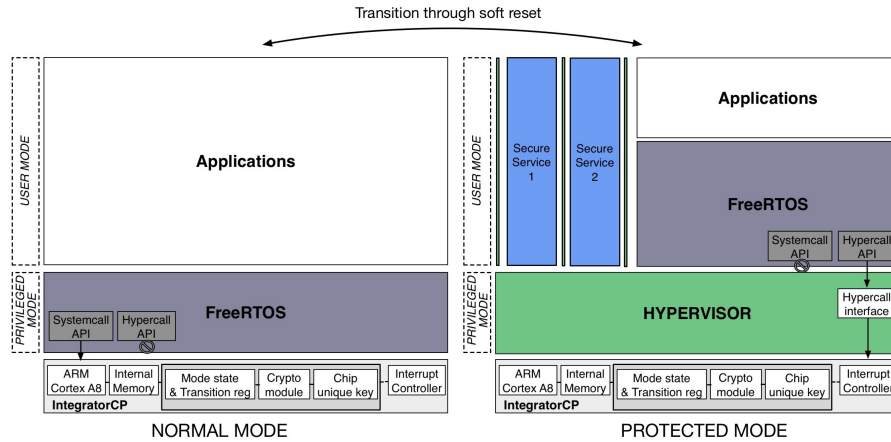 Transition through soft reset
USER MODE
Applications
PRIVILEGED
MODE
FreeRTOS
Systemcall
API
Hypercall
API
ARM
Cortex A8
Internal
Memory
Mode state
& Transition reg
Crypto
module
Chip
unique key
Interrupt
Controller
IntegratorCP
NORMAL MODE
USER MODE
Secure
Service
1
Secure
Service
2
Applications
FreeRTOS
Systemcall
API
Hypercall
API
PRIVILEGED
MODE
HYPERVISOR
Hypercall
interface
ARM
Cortex A8
Internal
Memory
Mode state
& Transition reg
Crypto
module
Chip
unique key
Interrupt
Controller
IntegratorCP
PROTECTED MODE